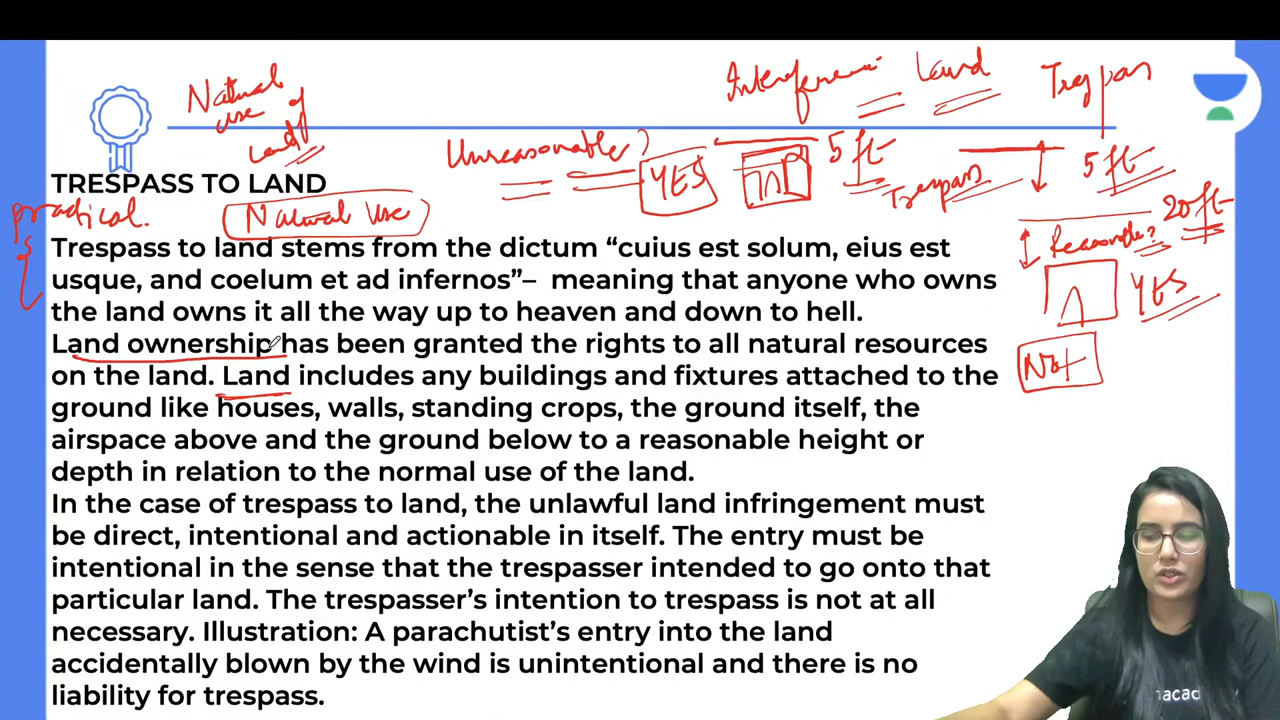 Natural
use of
Land
Interference Land
Trespass
Unreasonable?
YES
5 ft
Trespass
5 ft
20 ft
Reasonable?
YES
Not
TRESPASS TO LAND
practical.
Natural Use
Trespass to land stems from the dictum “cuius est solum, eius est
usque, and coelum et ad infernos”– meaning that anyone who owns
the land owns it all the way up to heaven and down to hell.
Land ownership has been granted the rights to all natural resources
on the land. Land includes any buildings and fixtures attached to the
ground like houses, walls, standing crops, the ground itself, the
airspace above and the ground below to a reasonable height or
depth in relation to the normal use of the land.
In the case of trespass to land, the unlawful land infringement must
be direct, intentional and actionable in itself. The entry must be
intentional in the sense that the trespasser intended to go onto that
particular land. The trespasser’s intention to trespass is not at all
necessary. Illustration: A parachutist’s entry into the land
accidentally blown by the wind is unintentional and there is no
liability for trespass.